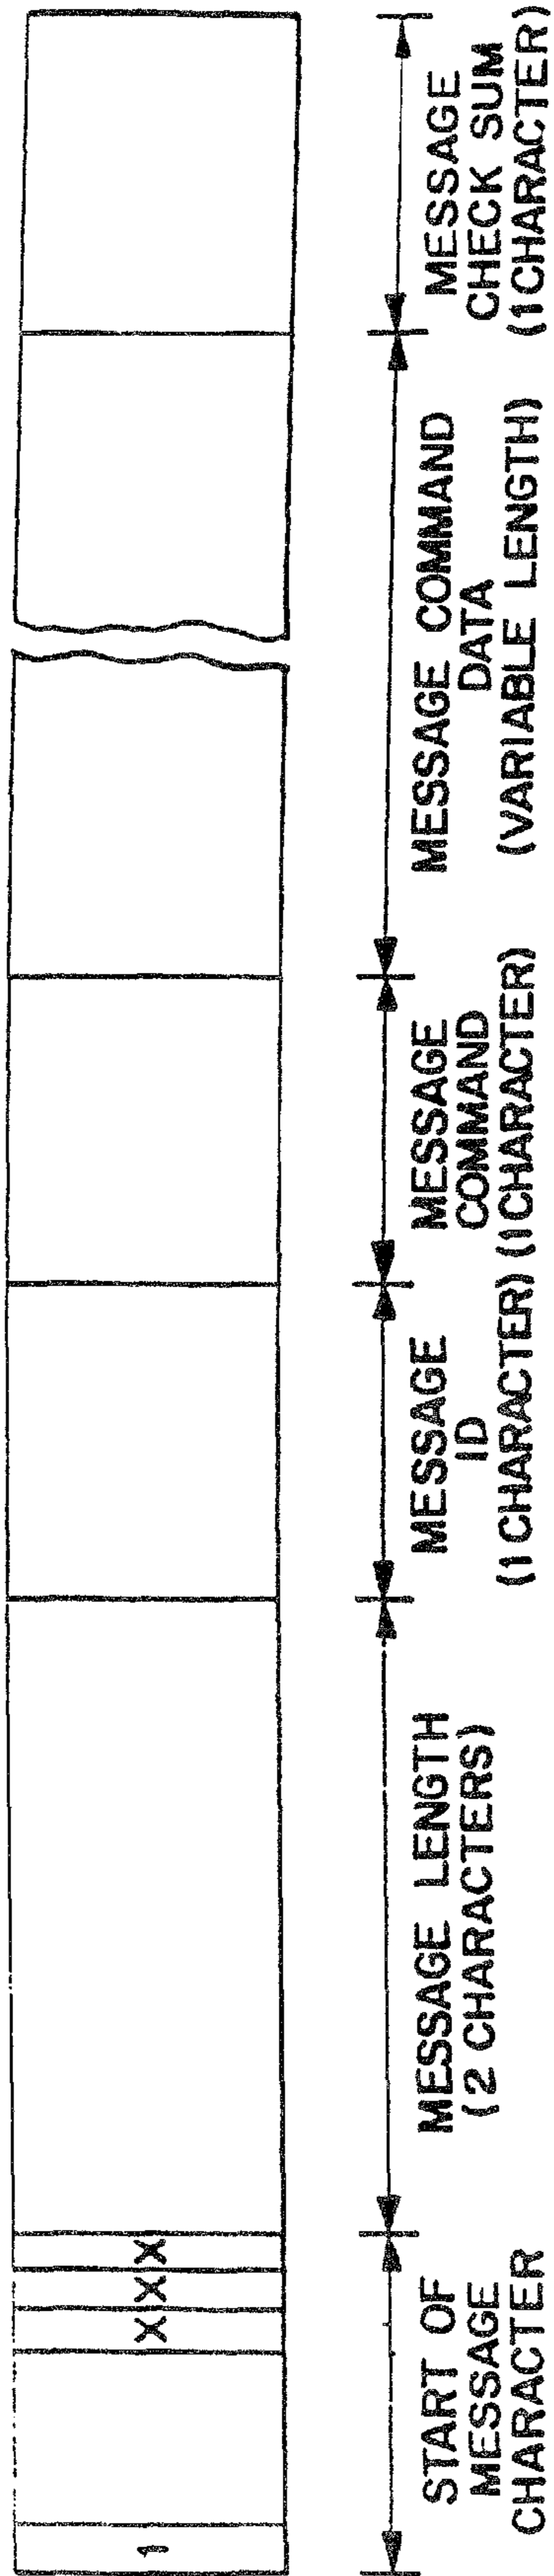 1 X X X
START OF
MESSAGE
CHARACTER
MESSAGE LENGTH
(2 CHARACTERS)
MESSAGE
ID
(1 CHARACTER)
MESSAGE
COMMAND
(1 CHARACTER)
MESSAGE COMMAND
DATA
(VARIABLE LENGTH)
MESSAGE
CHECK SUM
(1 CHARACTER)